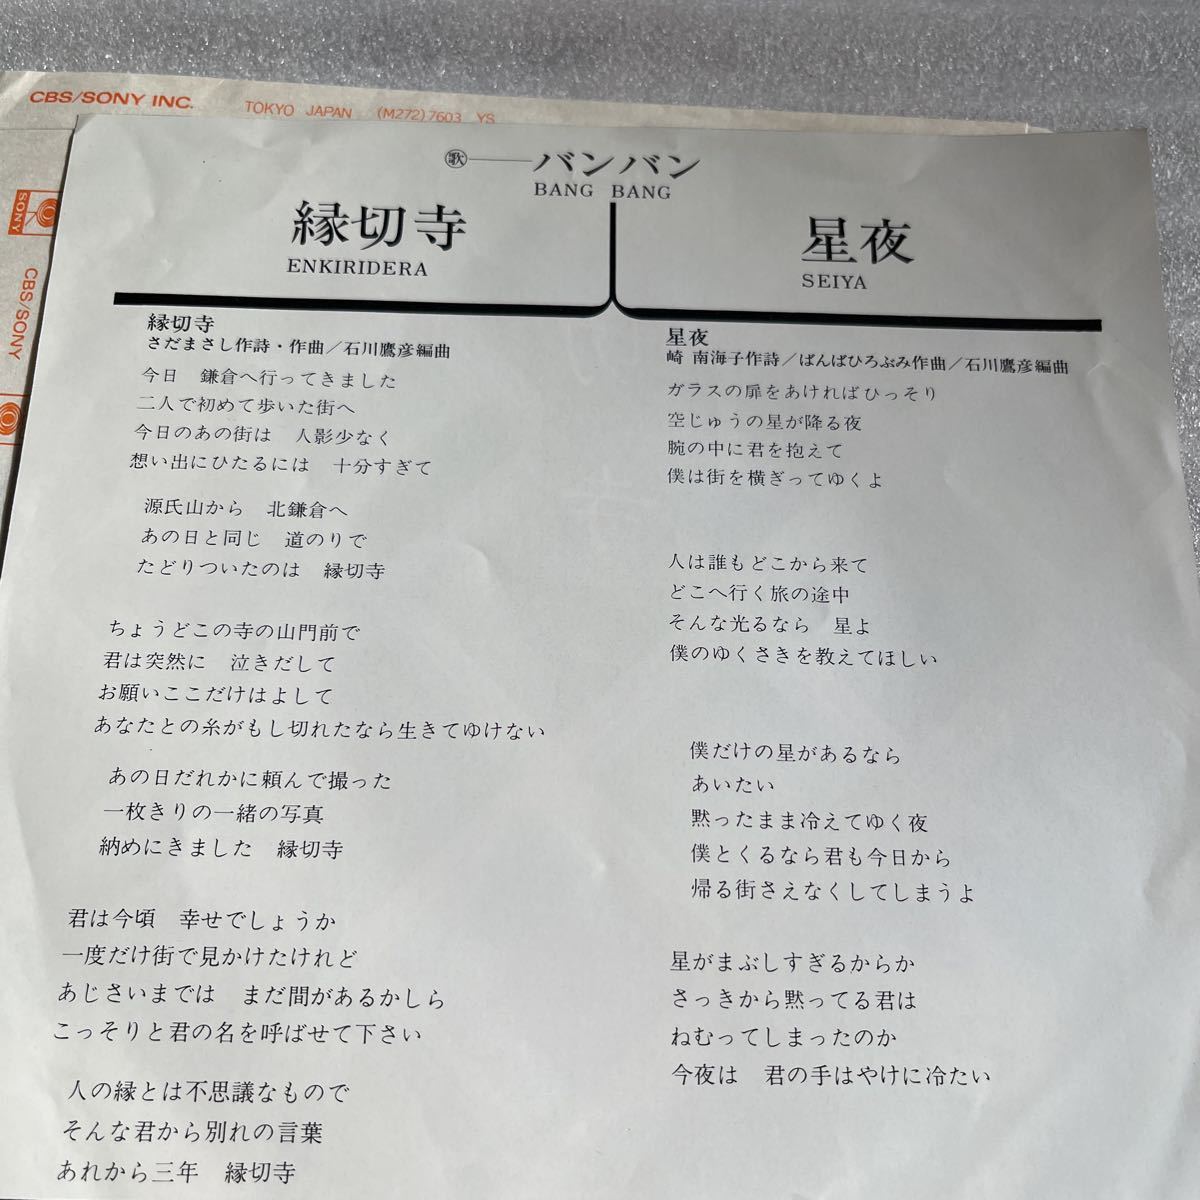 CBS/SONY INC. TOKYO JAPAN (M272) 7603 YS
SONY
CBS/SONY
歌──バンバン
BANG BANG
縁切寺
ENKIRIDERA
縁切寺
さだまさし作詩・作曲／石川鷹彦編曲
今日　鎌倉へ行ってきました
二人で初めて歩いた街へ
今日のあの街は　人影少なく
想い出にひたるには　十分すぎて
源氏山から　北鎌倉へ
あの日と同じ　道のりで
たどりついたのは　縁切寺
ちょうどこの寺の山門前で
君は突然に　泣きだして
お願いここだけはよして
あなたとの糸がもし切れたなら生きてゆけない
あの日だれかに頼んで撮った
一枚きりの一緒の写真
納めにきました　縁切寺
君は今頃　幸せでしょうか
一度だけ街で見かけたけれど
あじさいまでは　まだ間があるかしら
こっそりと君の名を呼ばせて下さい
人の縁とは不思議なもので
そんな君から別れの言葉
あれから三年　縁切寺
星夜
SEIYA
星夜
崎 南海子作詩／ばんばひろぶみ作曲／石川鷹彦編曲
ガラスの扉をあければひっそり
空じゅうの星が降る夜
腕の中に君を抱えて
僕は街を横ぎってゆくよ
人は誰もどこから来て
どこへ行く旅の途中
そんな光るなら　星よ
僕のゆくさきを教えてほしい
僕だけの星があるなら
あいたい
黙ったまま冷えてゆく夜
僕とくるなら君も今日から
帰る街さえなくしてしまうよ
星がまぶしすぎるからか
さっきから黙ってる君は
ねむってしまったのか
今夜は　君の手はやけに冷たい